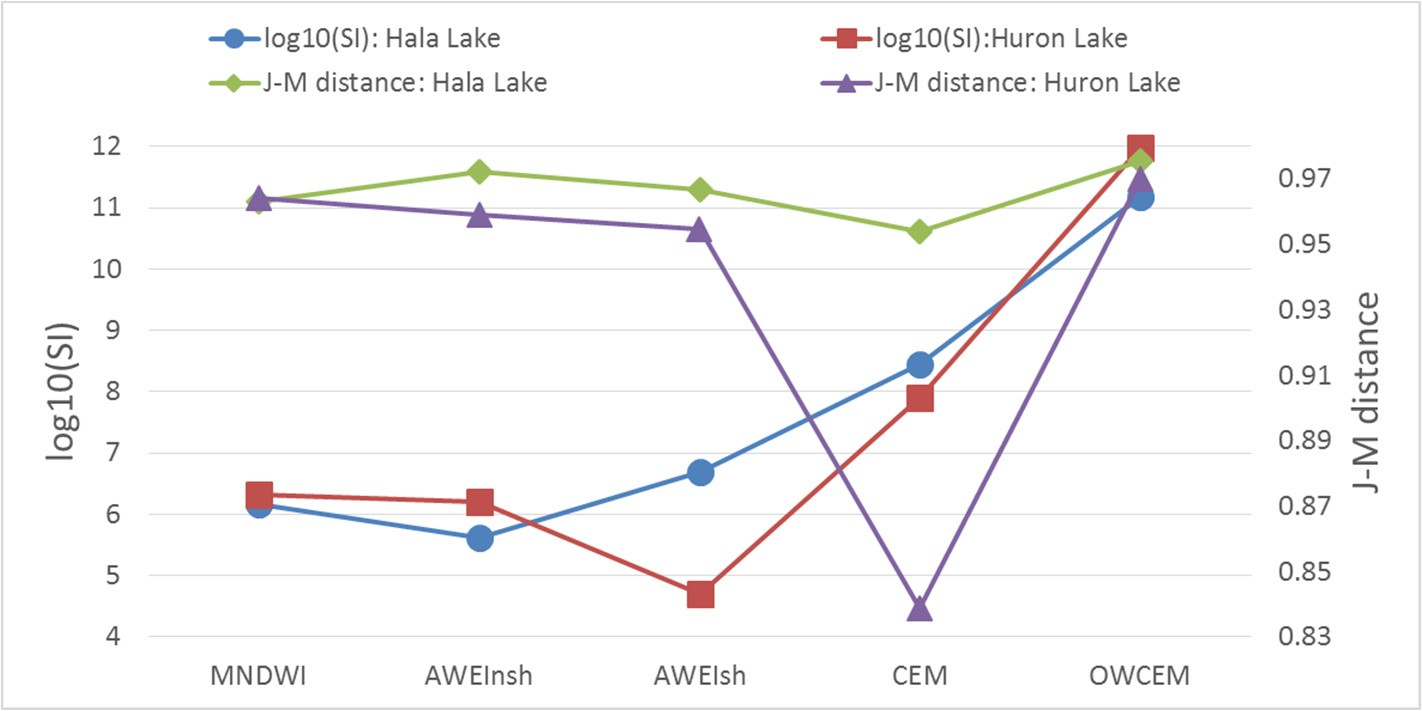 log10(SI): Hala Lake
log10(SI):Huron Lake
J-M distance: Hala Lake
J-M distance: Huron Lake
12
11
10
9
8
7
6
5
4
log10(SI)
0.97
0.95
0.93
0.91
0.89
0.87
0.85
0.83
J-M distance
MNDWI
AWEInsh
AWEIsh
CEM
OWCEM